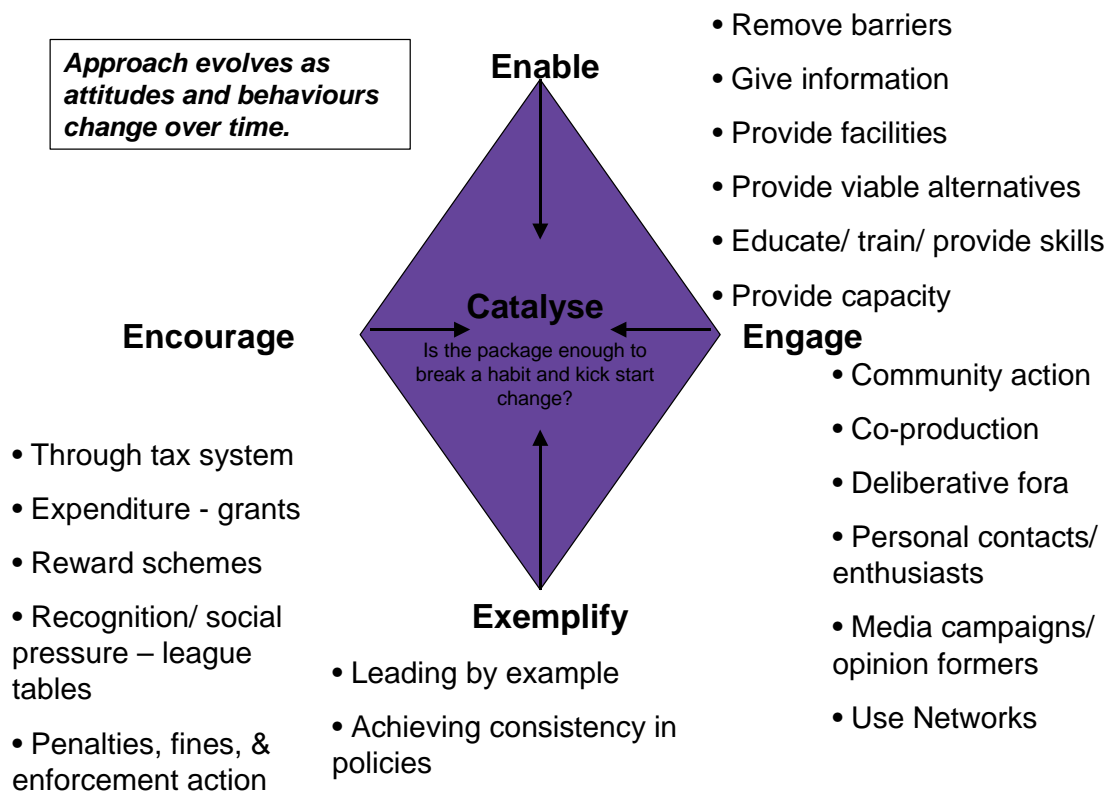 Approach evolves as
attitudes and behaviours
change over time.
Enable
• Remove barriers
• Give information
• Provide facilities
• Provide viable alternatives
• Educate/ train/ provide skills
• Provide capacity
Catalyse
Is the package enough to
break a habit and kick start
change?
Encourage
• Through tax system
• Expenditure - grants
• Reward schemes
• Recognition/ social
pressure – league
tables
• Penalties, fines, &
enforcement action
Exemplify
• Leading by example
• Achieving consistency in
policies
Engage
• Community action
• Co-production
• Deliberative fora
• Personal contacts/
enthusiasts
• Media campaigns/
opinion formers
• Use Networks